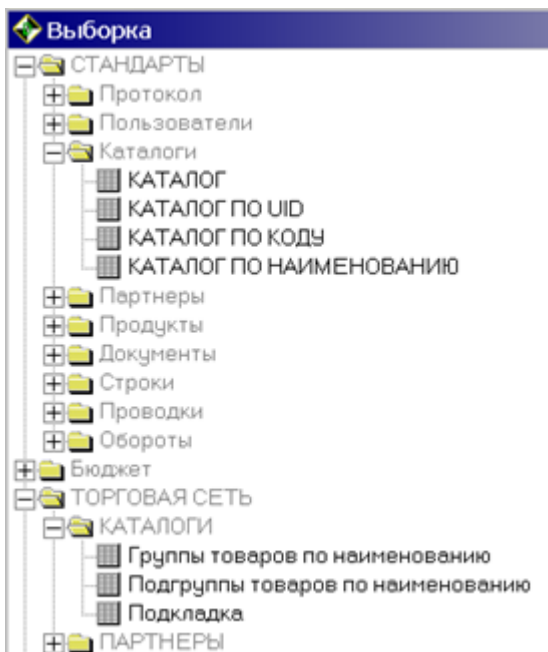 Выборка
СТАНДАРТЫ
Протокол
Пользователи
Каталоги
КАТАЛОГ
КАТАЛОГ ПО UID
КАТАЛОГ ПО КОДУ
КАТАЛОГ ПО НАИМЕНОВАНИЮ
Партнеры
Продукты
Документы
Строки
Проводки
Обороты
Бюджет
ТОРГОВАЯ СЕТЬ
КАТАЛОГИ
Группы товаров по наименованию
Подгруппы товаров по наименованию
Подкладка
ПАРТНЕРЫ